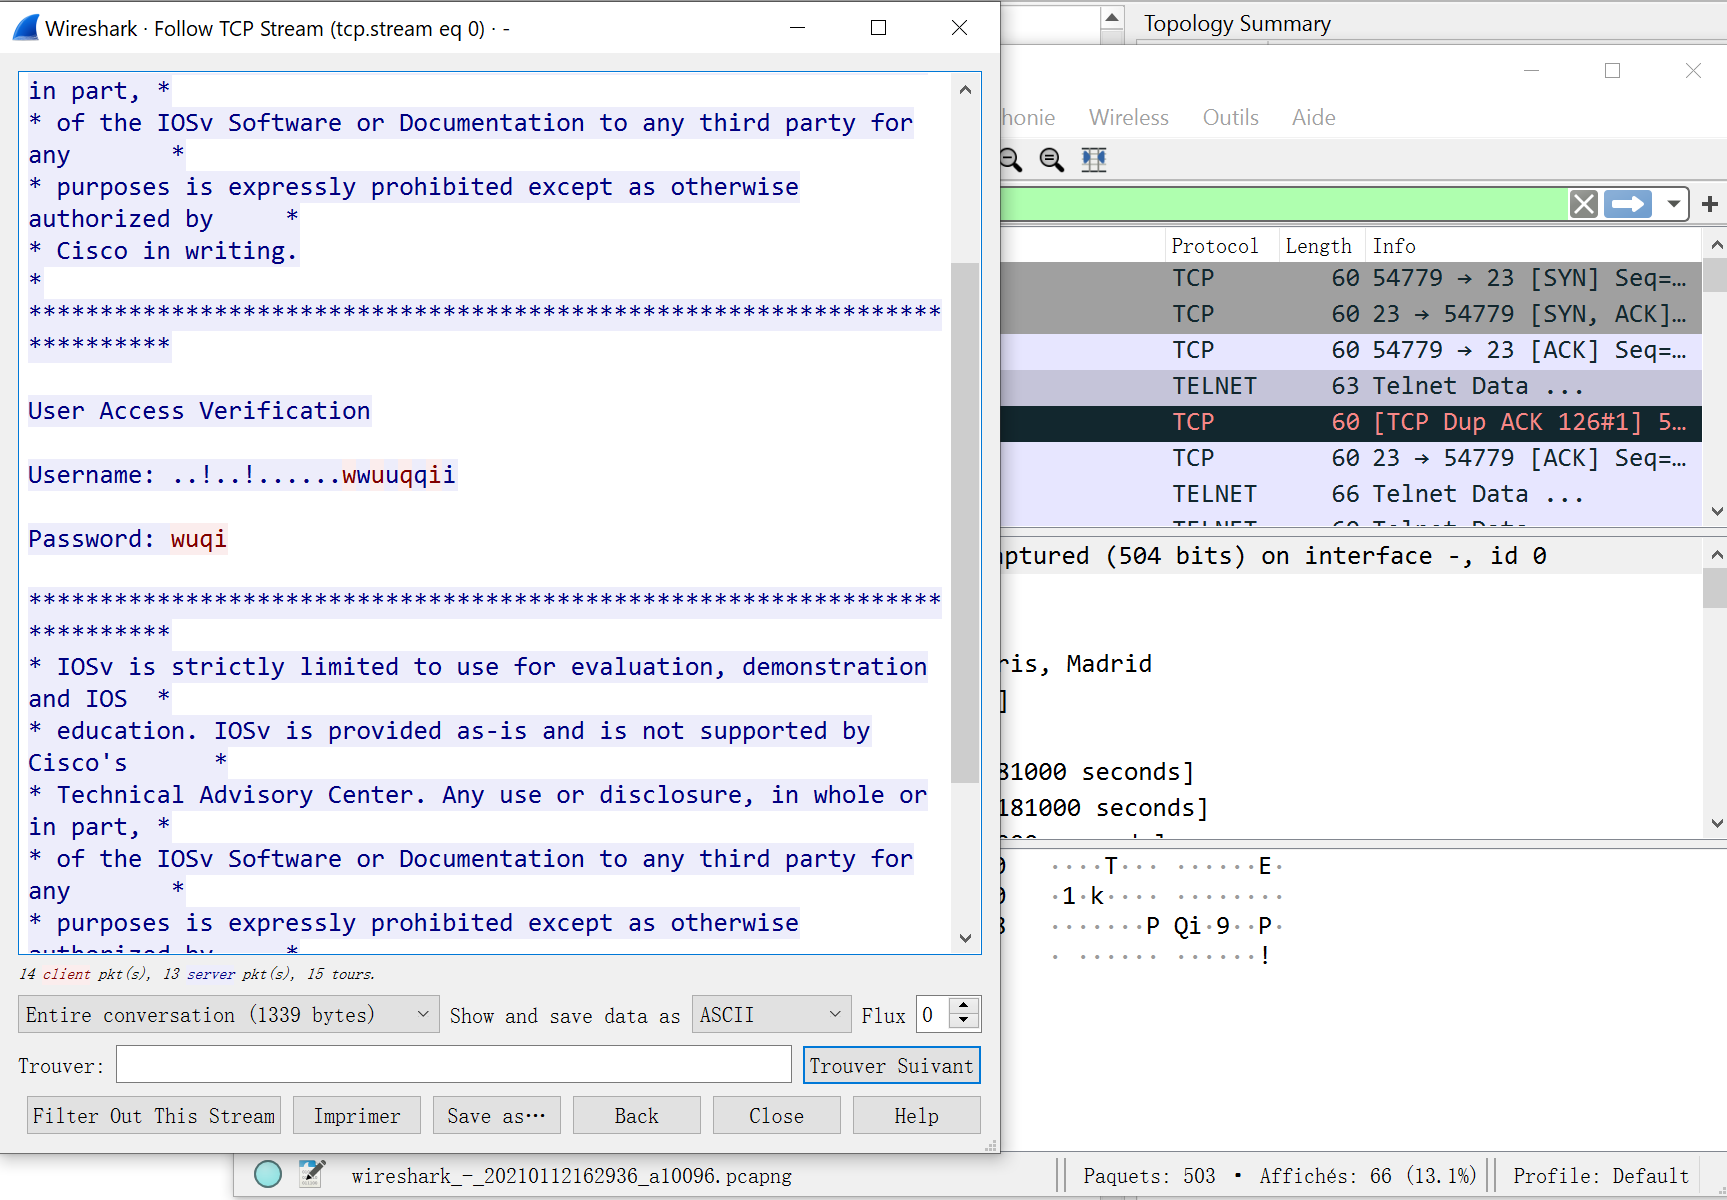 Wireshark · Follow TCP Stream (tcp.stream eq 0) · -
in part, *
* of the IOSv Software or Documentation to any third party for
any       *
* purposes is expressly prohibited except as otherwise
authorized by     *
* Cisco in writing.
*
****************************************************************
**********
User Access Verification
Username: ..!..!......wwuuqqii
Password: wuqi
****************************************************************
**********
* IOSv is strictly limited to use for evaluation, demonstration
and IOS  *
* education. IOSv is provided as-is and is not supported by
Cisco's      *
* Technical Advisory Center. Any use or disclosure, in whole or
in part, *
* of the IOSv Software or Documentation to any third party for
any       *
* purposes is expressly prohibited except as otherwise
authorized by     *
14 client pkt(s), 13 server pkt(s), 15 tours.
Entire conversation (1339 bytes) Show and save data as ASCII Flux 0
Trouver: Trouver Suivant
Filter Out This Stream Imprimer Save as… Back Close Help
Topology Summary
honie Wireless Outils Aide
Protocol Length Info
TCP 60 54779 → 23 [SYN] Seq=…
TCP 60 23 → 54779 [SYN, ACK]…
TCP 60 54779 → 23 [ACK] Seq=…
TELNET 63 Telnet Data ...
TCP 60 [TCP Dup ACK 126#1] 5…
TCP 60 23 → 54779 [ACK] Seq=…
TELNET 66 Telnet Data ...
aptured (504 bits) on interface -, id 0
ris, Madrid
]
81000 seconds]
181000 seconds]
····T··· ······E·
·1·k···· ········
·······P Qi·9··P·
· ······ ······!
wireshark_-_20210112162936_a10096.pcapng
Paquets: 503 · Affichés: 66 (13.1%)
Profile: Default